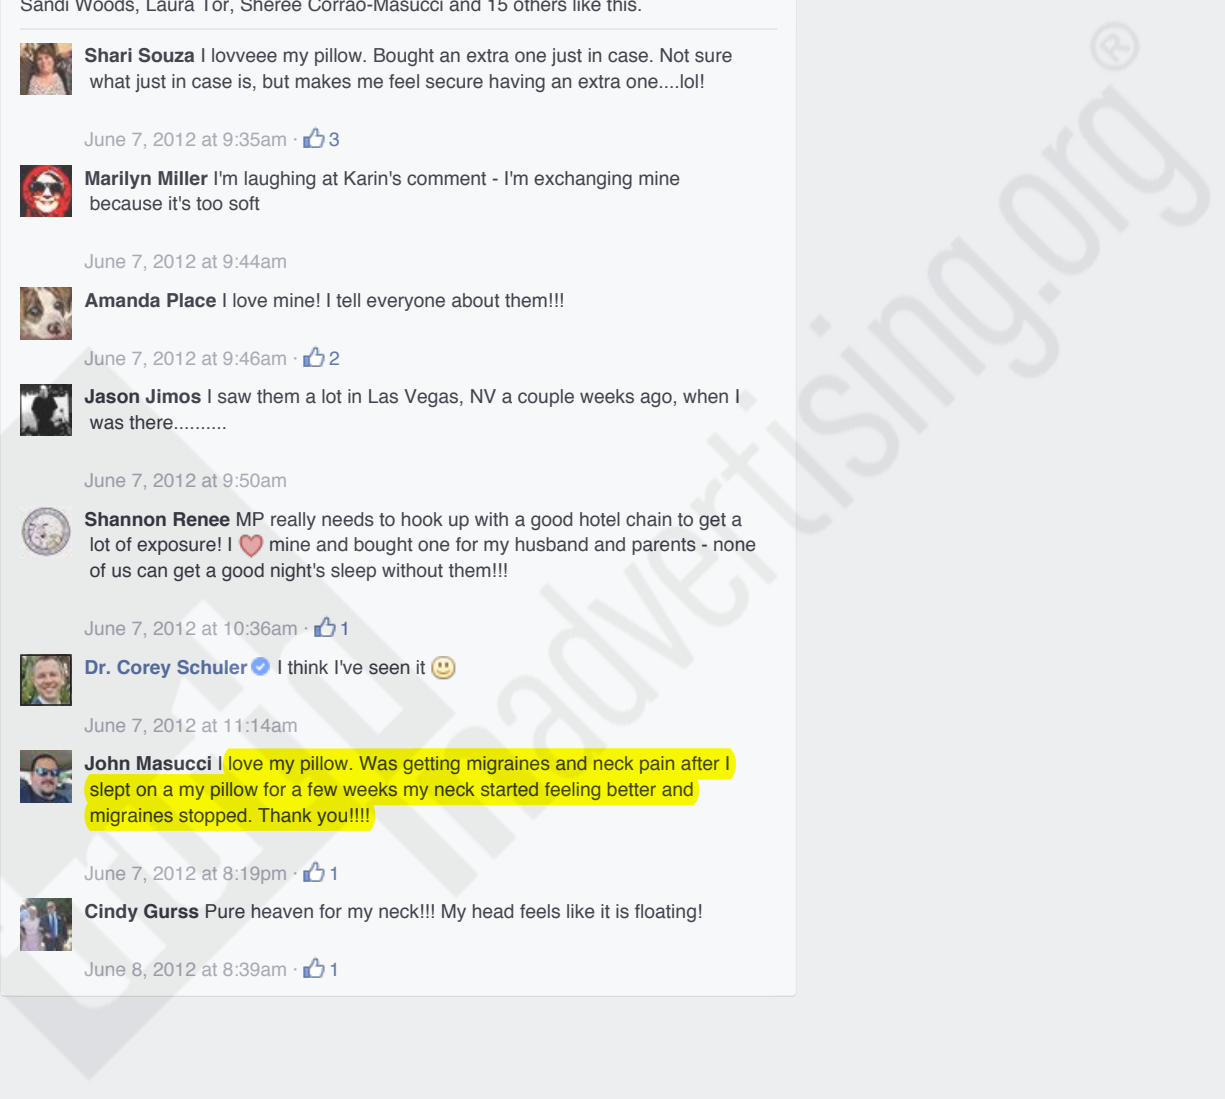 Sandi Woods, Laura Tor, Sheree Corrao-Masucci and 15 others like this.
Shari Souza I lovveee my pillow. Bought an extra one just in case. Not sure
what just in case is, but makes me feel secure having an extra one....lol!
June 7, 2012 at 9:35am · 3
Marilyn Miller I'm laughing at Karin's comment - I'm exchanging mine
because it's too soft
June 7, 2012 at 9:44am
Amanda Place I love mine! I tell everyone about them!!!
June 7, 2012 at 9:46am · 2
Jason Jimos I saw them a lot in Las Vegas, NV a couple weeks ago, when I
was there..........
June 7, 2012 at 9:50am
Shannon Renee MP really needs to hook up with a good hotel chain to get a
lot of exposure! I ❤ mine and bought one for my husband and parents - none
of us can get a good night's sleep without them!!!
June 7, 2012 at 10:36am · 1
Dr. Corey Schuler I think I've seen it 🙂
June 7, 2012 at 11:14am
John Masucci I love my pillow. Was getting migraines and neck pain after I
slept on a my pillow for a few weeks my neck started feeling better and
migraines stopped. Thank you!!!!
June 7, 2012 at 8:19pm · 1
Cindy Gurss Pure heaven for my neck!!! My head feels like it is floating!
June 8, 2012 at 8:39am · 1
truth
inadvertising.org®